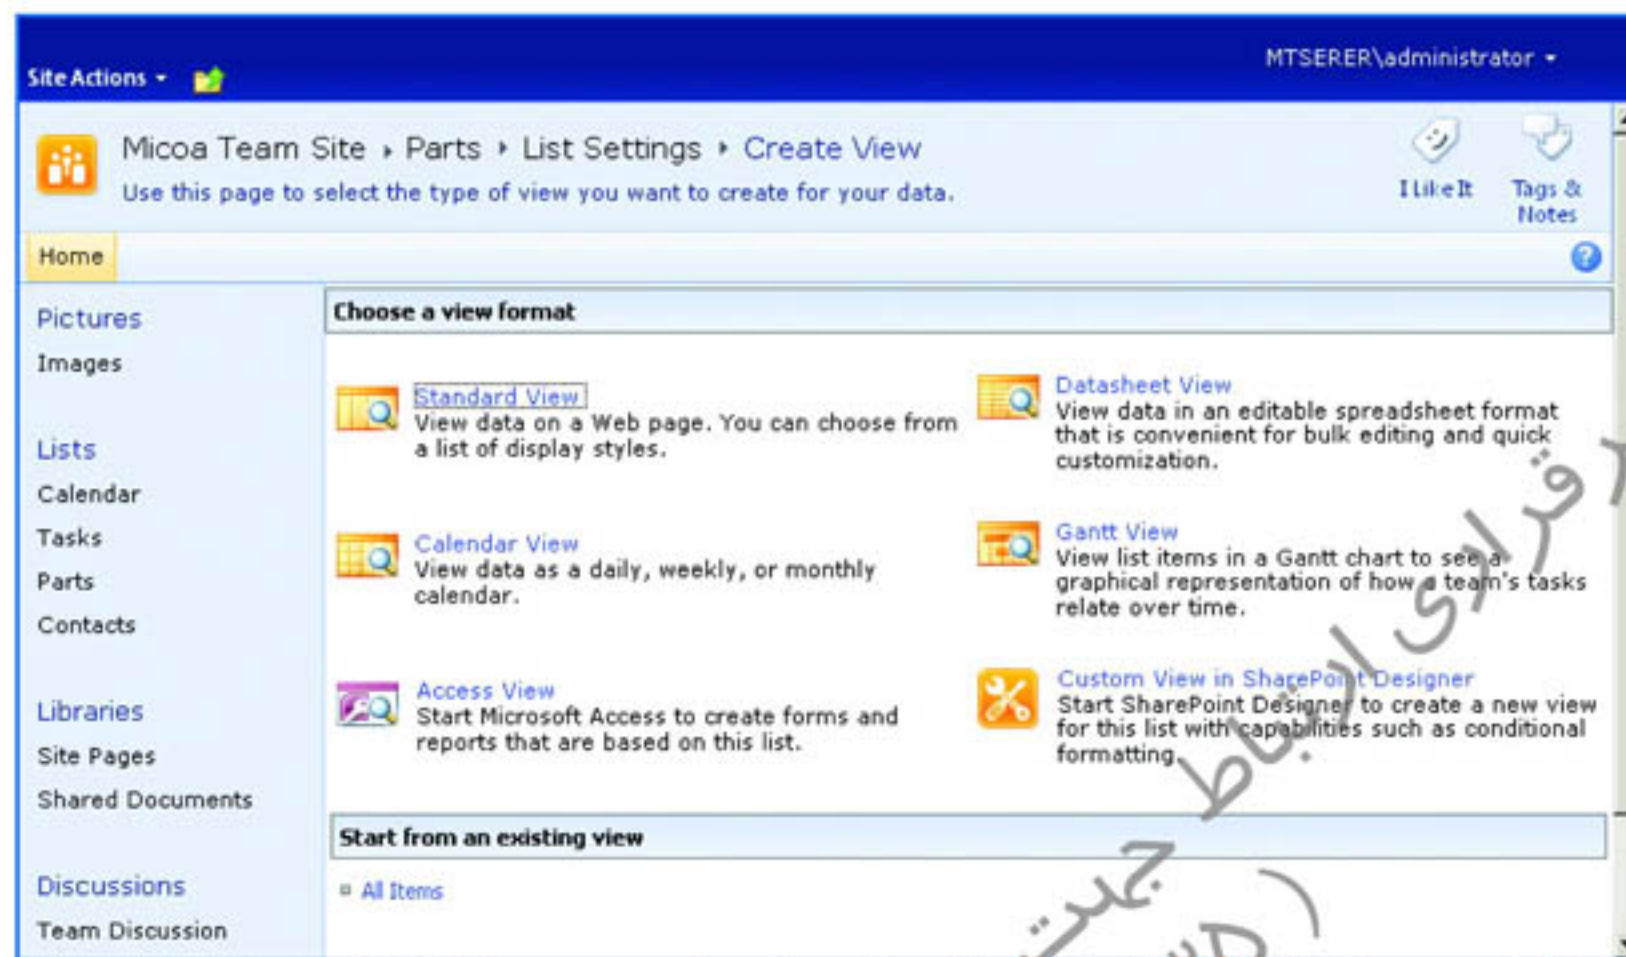 MTSERER\administrator
Site Actions
Micoa Team Site ▸ Parts ▸ List Settings ▸ Create View
Use this page to select the type of view you want to create for your data.
I Like It
Tags &
Notes
Home
Pictures
Images
Lists
Calendar
Tasks
Parts
Contacts
Libraries
Site Pages
Shared Documents
Discussions
Team Discussion
Choose a view format
Standard View
View data on a Web page. You can choose from
a list of display styles.
Datasheet View
View data in an editable spreadsheet format
that is convenient for bulk editing and quick
customization.
Calendar View
View data as a daily, weekly, or monthly
calendar.
Gantt View
View list items in a Gantt chart to see a
graphical representation of how a team's tasks
relate over time.
Access View
Start Microsoft Access to create forms and
reports that are based on this list.
Custom View in SharePoint Designer
Start SharePoint Designer to create a new view
for this list with capabilities such as conditional
formatting.
Start from an existing view
All Items
ارتباط
جهت